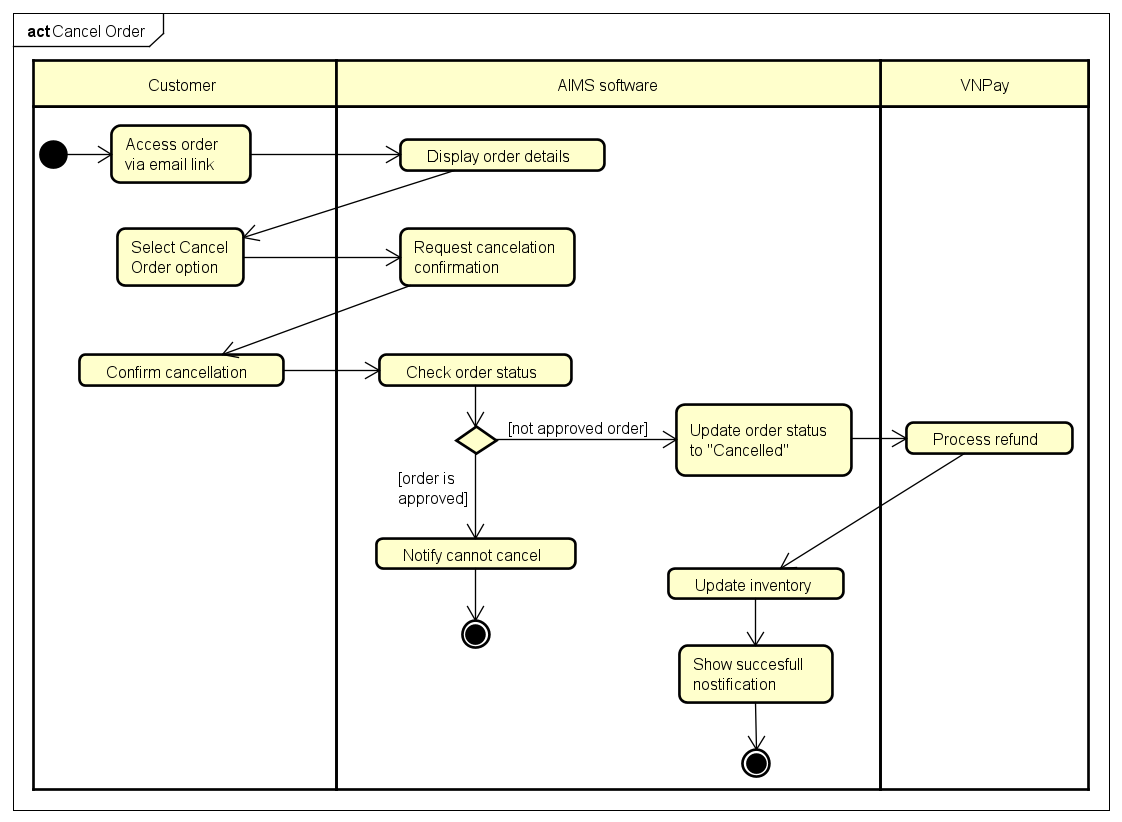 act Cancel Order
Customer
AIMS software
VNPay
Access order
via email link
Display order details
Select Cancel
Order option
Request cancelation
confirmation
Confirm cancellation
Check order status
[not approved order]
Update order status
to "Cancelled"
Process refund
[order is
approved]
Notify cannot cancel
Update inventory
Show succesfull
nostification